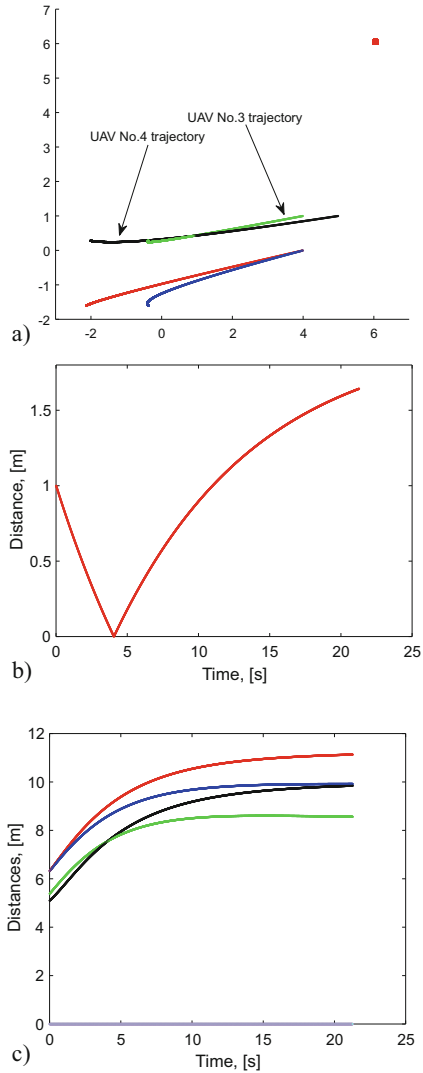 7
6
5
4
3
2
1
0
-1
-2
UAV No.3 trajectory
UAV No.4 trajectory
-2 0 2 4 6
a)
Distance, [m]
1.5
1
0.5
0
0 5 10 15 20 25
Time, [s]
b)
Distances, [m]
12
10
8
6
4
2
0
0 5 10 15 20 25
Time, [s]
c)